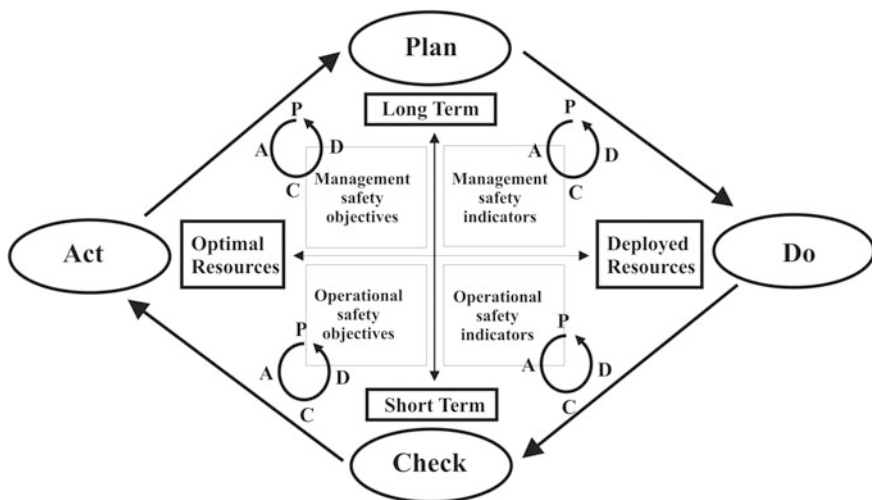 Plan
Long Term
P
A
D
C
P
A
D
C
Management
safety
objectives
Management
safety
indicators
Act
Optimal
Resources
Deployed
Resources
Do
Operational
safety
objectives
Operational
safety
indicators
P
A
D
C
P
A
D
C
Short Term
Check